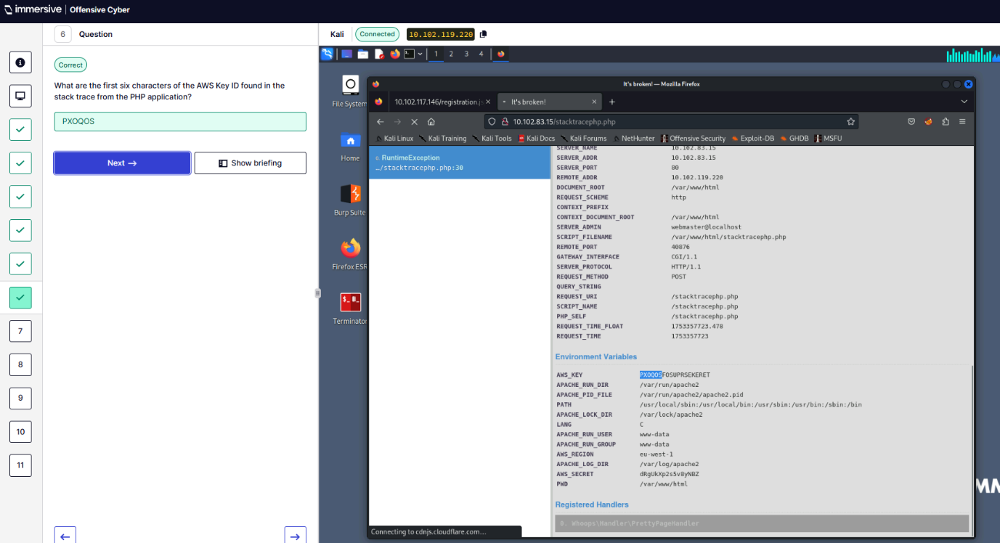 immersive | Offensive Cyber
6 Question
Correct
What are the first six characters of the AWS Key ID found in the
stack trace from the PHP application?
PXOQOS
Next →
Show briefing
7
8
9
10
11
Kali Connected 10.102.119.220
1 2 3 4
File System
Home
Burp Suite
Firefox ESR
Terminator
It's broken! — Mozilla Firefox
10.102.117.146/registration.js
It's broken!
10.102.83.15/stacktracephp.php
Kali Linux Kali Training Kali Tools Kali Docs Kali Forums NetHunter Offensive Security Exploit-DB GHDB MSFU
0. RuntimeException
…/stacktracephp.php:30
SERVER_NAME 10.102.83.15
SERVER_ADDR 10.102.83.15
SERVER_PORT 80
REMOTE_ADDR 10.102.119.220
DOCUMENT_ROOT /var/www/html
REQUEST_SCHEME http
CONTEXT_PREFIX
CONTEXT_DOCUMENT_ROOT /var/www/html
SERVER_ADMIN webmaster@localhost
SCRIPT_FILENAME /var/www/html/stacktracephp.php
REMOTE_PORT 40876
GATEWAY_INTERFACE CGI/1.1
SERVER_PROTOCOL HTTP/1.1
REQUEST_METHOD POST
QUERY_STRING
REQUEST_URI /stacktracephp.php
SCRIPT_NAME /stacktracephp.php
PHP_SELF /stacktracephp.php
REQUEST_TIME_FLOAT 1753357723.478
REQUEST_TIME 1753357723
Environment Variables
AWS_KEY PXOQOSFOSUPRSEKERET
APACHE_RUN_DIR /var/run/apache2
APACHE_PID_FILE /var/run/apache2/apache2.pid
PATH /usr/local/sbin:/usr/local/bin:/usr/sbin:/usr/bin:/sbin:/bin
APACHE_LOCK_DIR /var/lock/apache2
LANG C
APACHE_RUN_USER www-data
APACHE_RUN_GROUP www-data
AWS_REGION eu-west-1
APACHE_LOG_DIR /var/log/apache2
AWS_SECRET dRgUkXp2s5v8yNBZ
PWD /var/www/html
Registered Handlers
0. Whoops\Handler\PrettyPageHandler
Connecting to cdnjs.cloudflare.com…